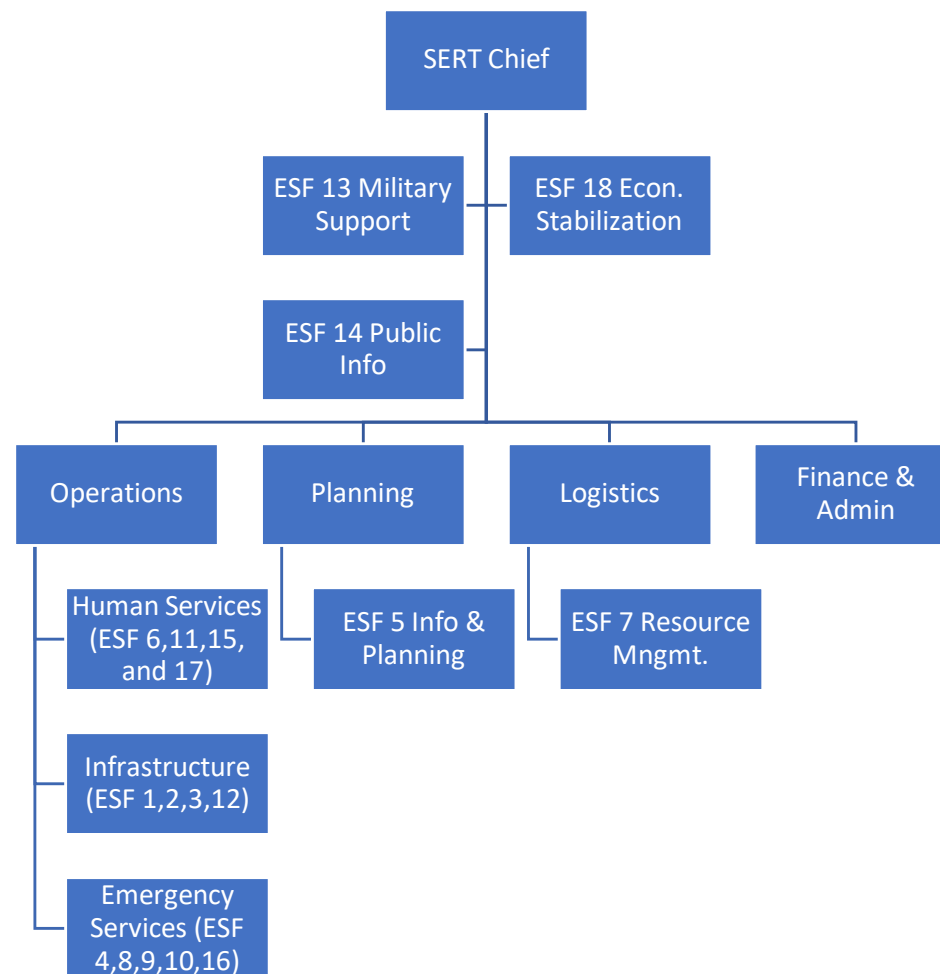 SERT Chief
ESF 13 Military
Support
ESF 18 Econ.
Stabilization
ESF 14 Public
Info
Operations
Planning
Logistics
Finance &
Admin
Human Services
(ESF 6,11,15,
and 17)
ESF 5 Info &
Planning
ESF 7 Resource
Mngmt.
Infrastructure
(ESF 1,2,3,12)
Emergency
Services (ESF
4,8,9,10,16)